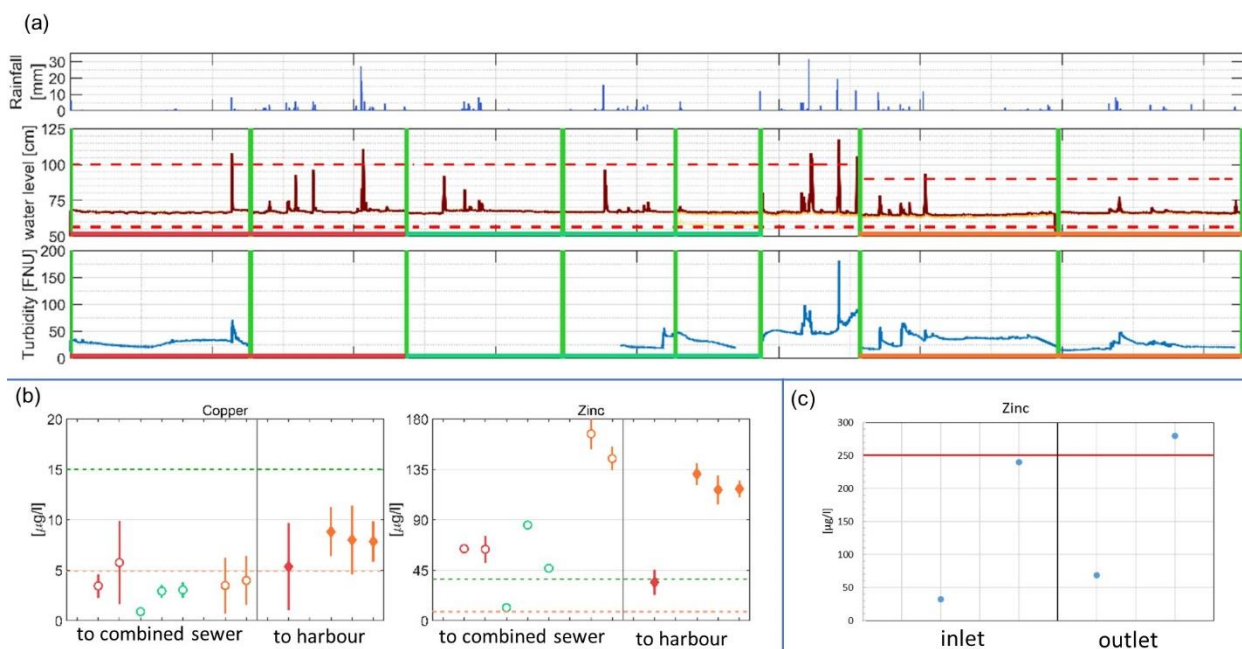 (a)
Rainfall [mm]
30
20
10
0
water level [cm]
125
100
75
50
Turbidity [FNU]
200
150
100
50
0
(b)
Copper
[µg/l]
20
15
10
5
0
to combined sewer
to harbour
Zinc
[µg/l]
180
135
90
45
0
to combined sewer
to harbour
(c)
Zinc
[µg/l]
300
250
200
150
100
50
0
inlet
outlet